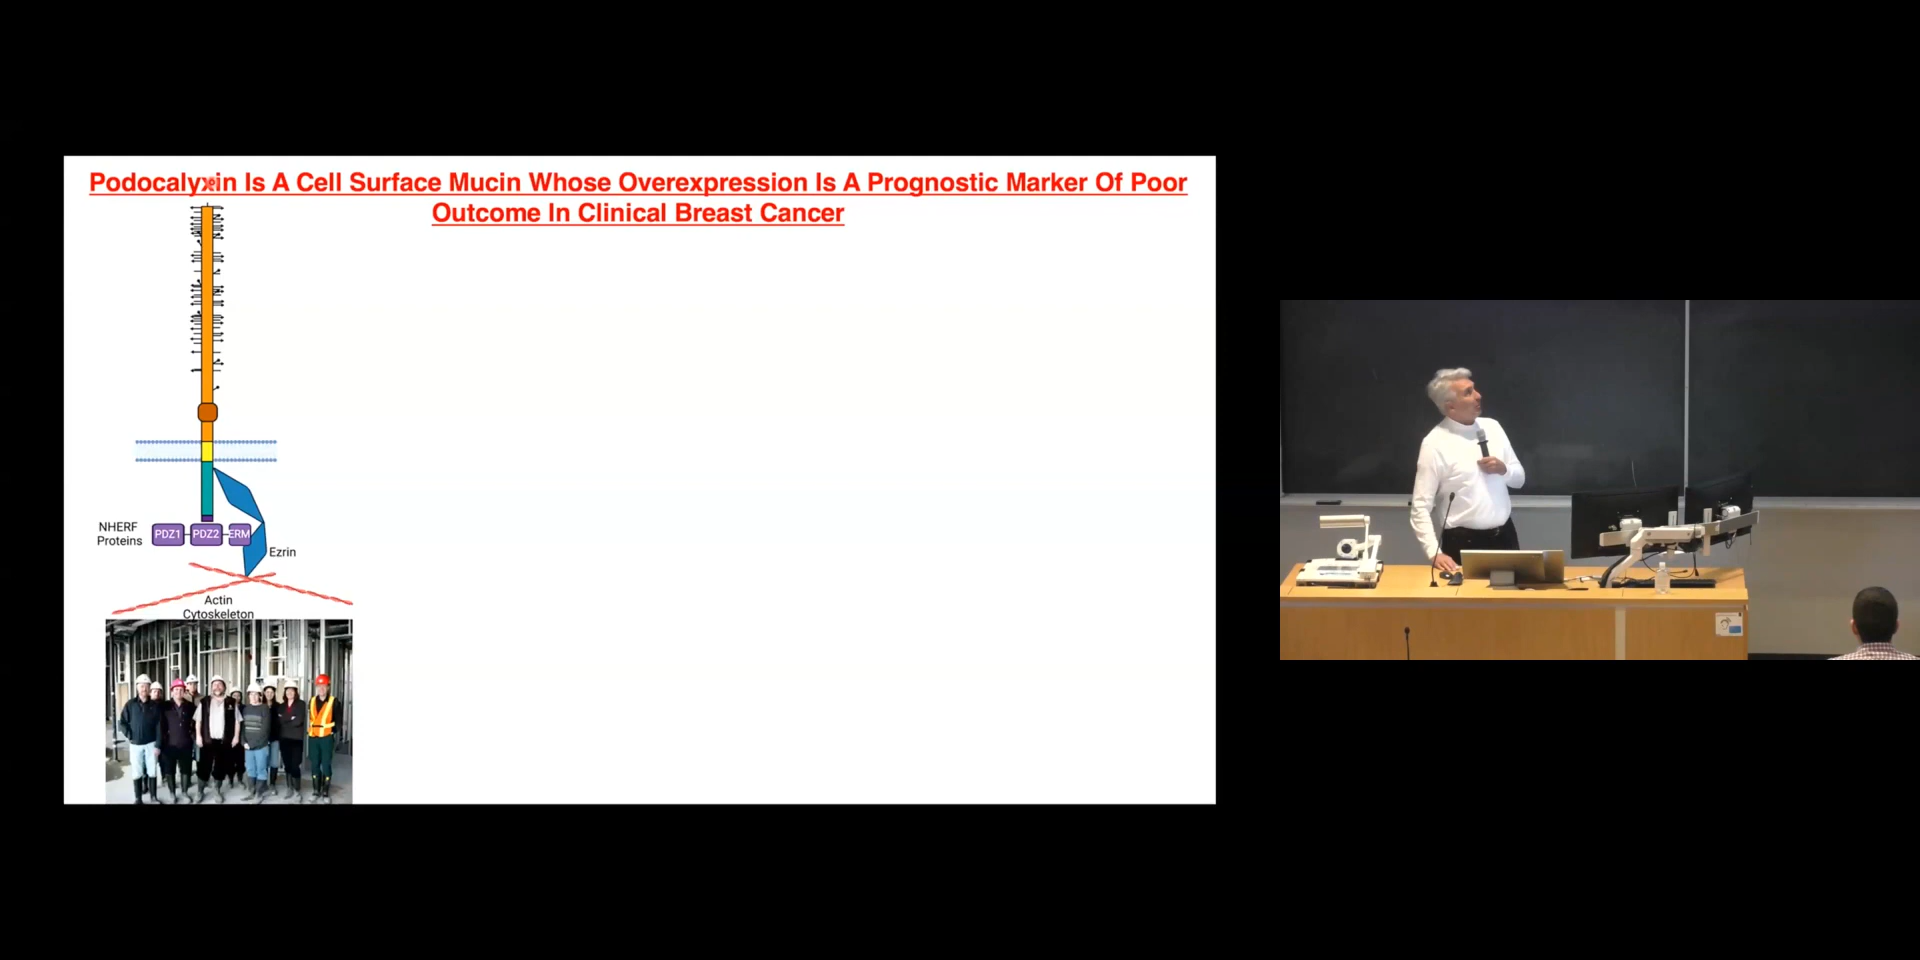 Podocalyxin Is A Cell Surface Mucin Whose Overexpression Is A Prognostic Marker Of Poor
Outcome In Clinical Breast Cancer
NHERF
Proteins
PDZ1
PDZ2
ERM
Ezrin
Actin
Cytoskeleton